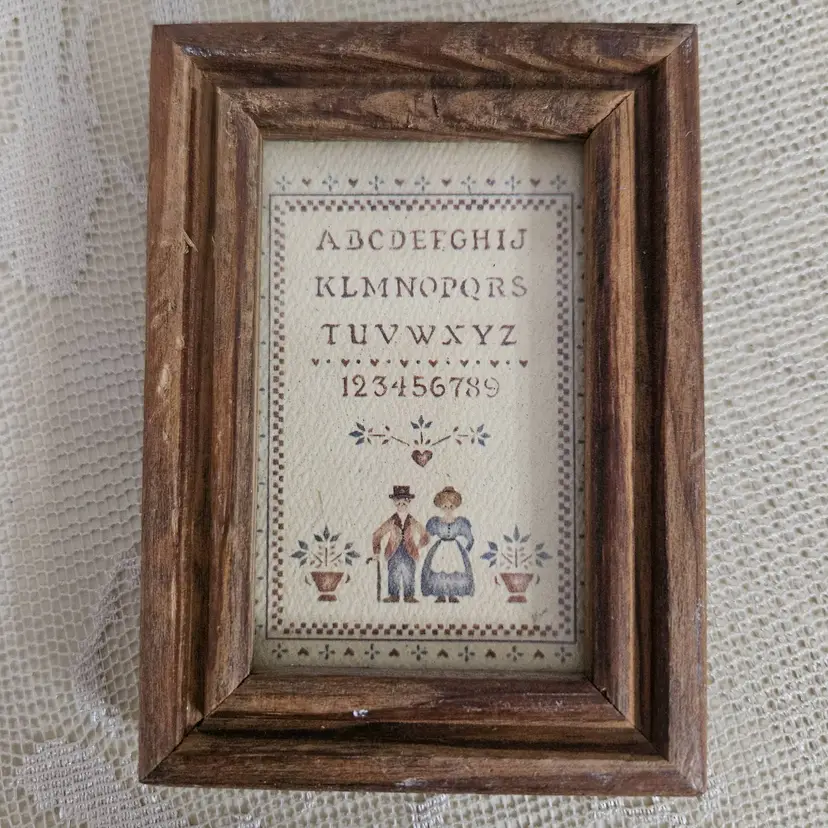 ABCDEFGHIJ
KLMNOPQRS
TUVWXYZ
123456789